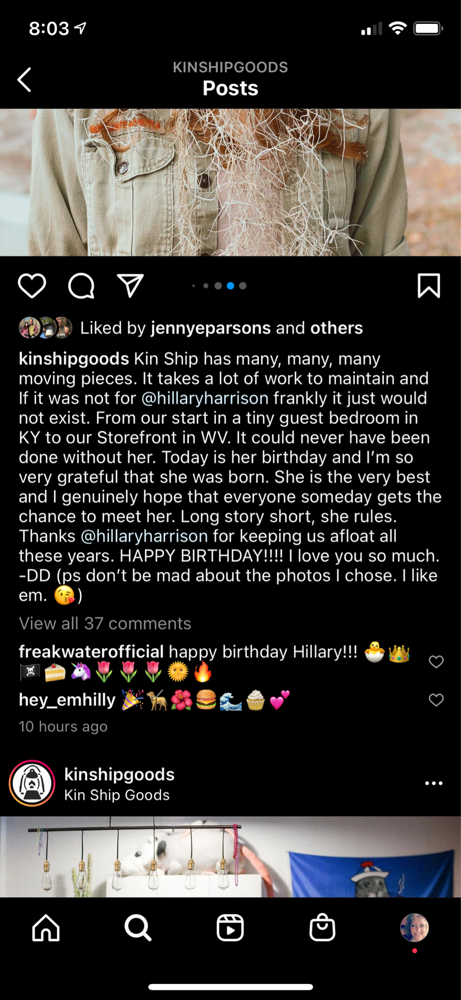 8:03
KINSHIPGOODS
Posts
Liked by jennyeparsons and others
kinshipgoods Kin Ship has many, many, many
moving pieces. It takes a lot of work to maintain and
If it was not for @hillaryharrison frankly it just would
not exist. From our start in a tiny guest bedroom in
KY to our Storefront in WV. It could never have been
done without her. Today is her birthday and I’m so
very grateful that she was born. She is the very best
and I genuinely hope that everyone someday gets the
chance to meet her. Long story short, she rules.
Thanks @hillaryharrison for keeping us afloat all
these years. HAPPY BIRTHDAY!!!! I love you so much.
-DD (ps don’t be mad about the photos I chose. I like
em. 😘)
View all 37 comments
freakwaterofficial happy birthday Hillary!!! 🐣👑
🏴‍☠️🍰🦄🌷🌷🌷🌞🔥
hey_emhilly 🎉🐕‍🦺🌺🍔🌊🧁💕
10 hours ago
kinshipgoods
Kin Ship Goods